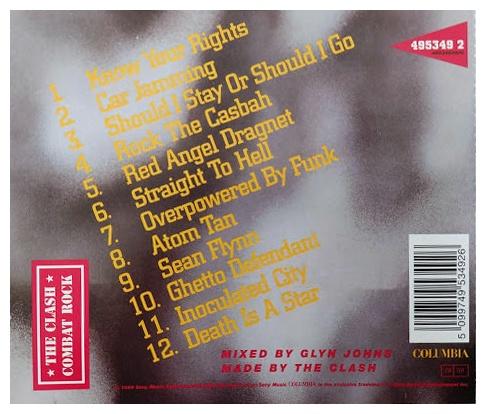 1. Know Your Rights
2. Car Jamming
3. Should I Stay Or Should I Go
4. Rock The Casbah
5. Red Angel Dragnet
6. Straight To Hell
7. Overpowered By Funk
8. Atom Tan
9. Sean Flynn
10. Ghetto Defendant
11. Inoculated City
12. Death Is A Star
495349 2
★ THE CLASH ★
COMBAT ROCK
5 099749 534926
MIXED BY GLYN JOHNS
MADE BY THE CLASH
COLUMBIA